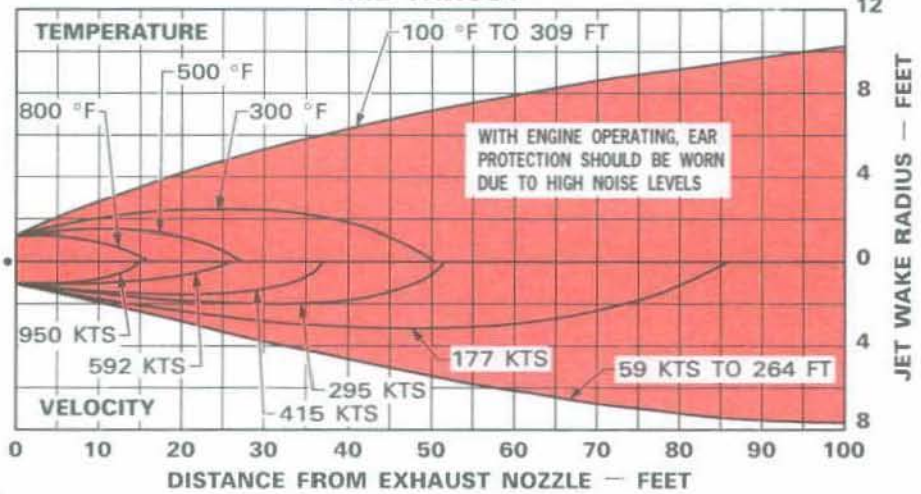 12
TEMPERATURE
100 °F TO 309 FT
500 °F
800 °F
300 °F
8
WITH ENGINE OPERATING, EAR
PROTECTION SHOULD BE WORN
DUE TO HIGH NOISE LEVELS
4
0
JET WAKE RADIUS — FEET
950 KTS
592 KTS
177 KTS
4
59 KTS TO 264 FT
295 KTS
415 KTS
VELOCITY
8
0 10 20 30 40 50 60 70 80 90 100
DISTANCE FROM EXHAUST NOZZLE — FEET